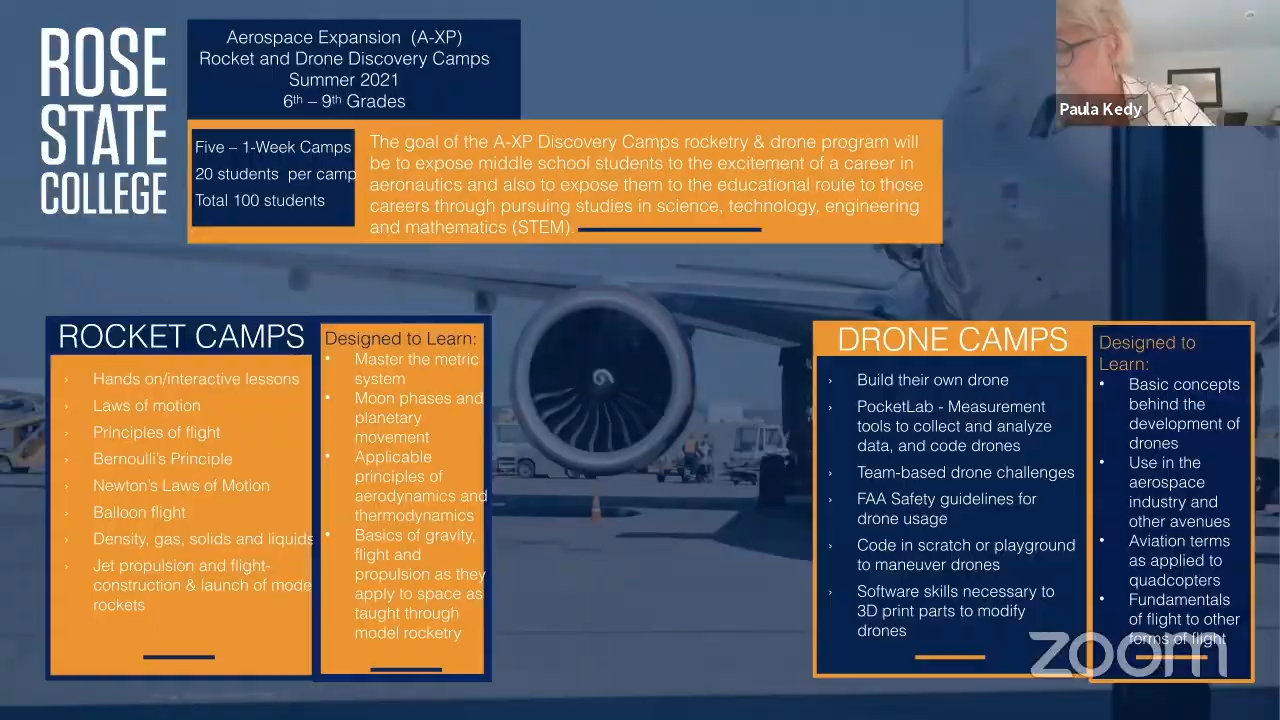 ROSE
STATE
COLLEGE
Aerospace Expansion (A-XP)
Rocket and Drone Discovery Camps
Summer 2021
6th – 9th Grades
Paula Kedy
Five – 1-Week Camps
20 students per camp
Total 100 students
The goal of the A-XP Discovery Camps rocketry & drone program will
be to expose middle school students to the excitement of a career in
aeronautics and also to expose them to the educational route to those
careers through pursuing studies in science, technology, engineering
and mathematics (STEM).
ROCKET CAMPS
› Hands on/interactive lessons
› Laws of motion
› Principles of flight
› Bernoulli's Principle
› Newton's Laws of Motion
› Balloon flight
› Density, gas, solids and liquids
› Jet propulsion and flight-
construction & launch of mode
rockets
Designed to Learn:
• Master the metric
system
• Moon phases and
planetary
movement
• Applicable
principles of
aerodynamics and
thermodynamics
• Basics of gravity,
flight and
propulsion as they
apply to space as
taught through
model rocketry
DRONE CAMPS
› Build their own drone
› PocketLab - Measurement
tools to collect and analyze
data, and code drones
› Team-based drone challenges
› FAA Safety guidelines for
drone usage
› Code in scratch or playground
to maneuver drones
› Software skills necessary to
3D print parts to modify
drones
Designed to
Learn:
• Basic concepts
behind the
development of
drones
• Use in the
aerospace
industry and
other avenues
• Aviation terms
as applied to
quadcopters
• Fundamentals
of flight to other
forms of flight
zoom